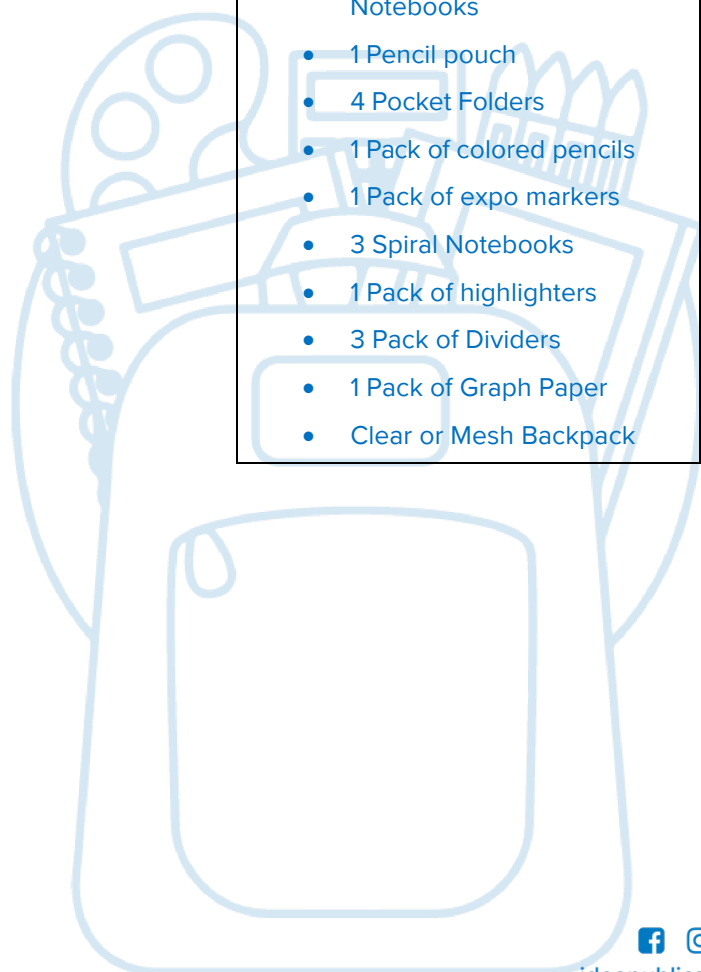 Notebooks
• 1 Pencil pouch
• 4 Pocket Folders
• 1 Pack of colored pencils
• 1 Pack of expo markers
• 3 Spiral Notebooks
• 1 Pack of highlighters
• 3 Pack of Dividers
• 1 Pack of Graph Paper
• Clear or Mesh Backpack